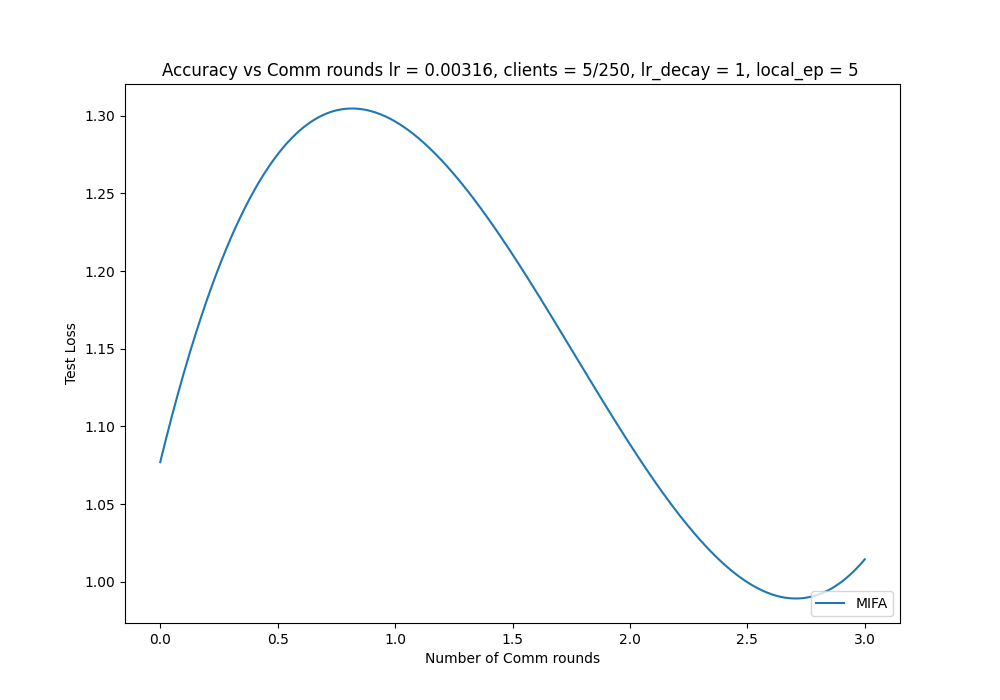 Accuracy vs Comm rounds lr = 0.00316, clients = 5/250, lr_decay = 1, local_ep = 5
1.30
1.25
1.20
1.15
1.10
1.05
1.00
Test Loss
MIFA
0.0 0.5 1.0 1.5 2.0 2.5 3.0
Number of Comm rounds